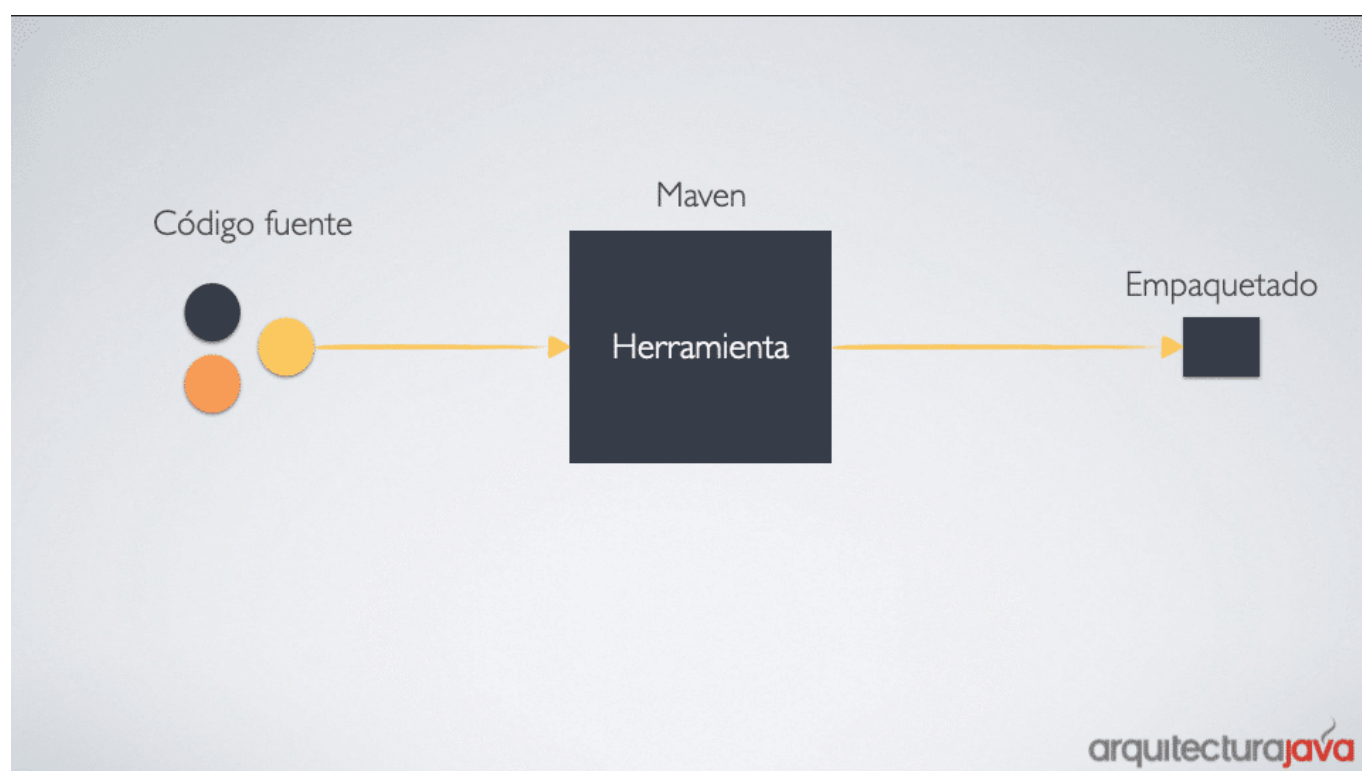 Maven
Código fuente
Empaquetado
Herramienta
arquitecturajava